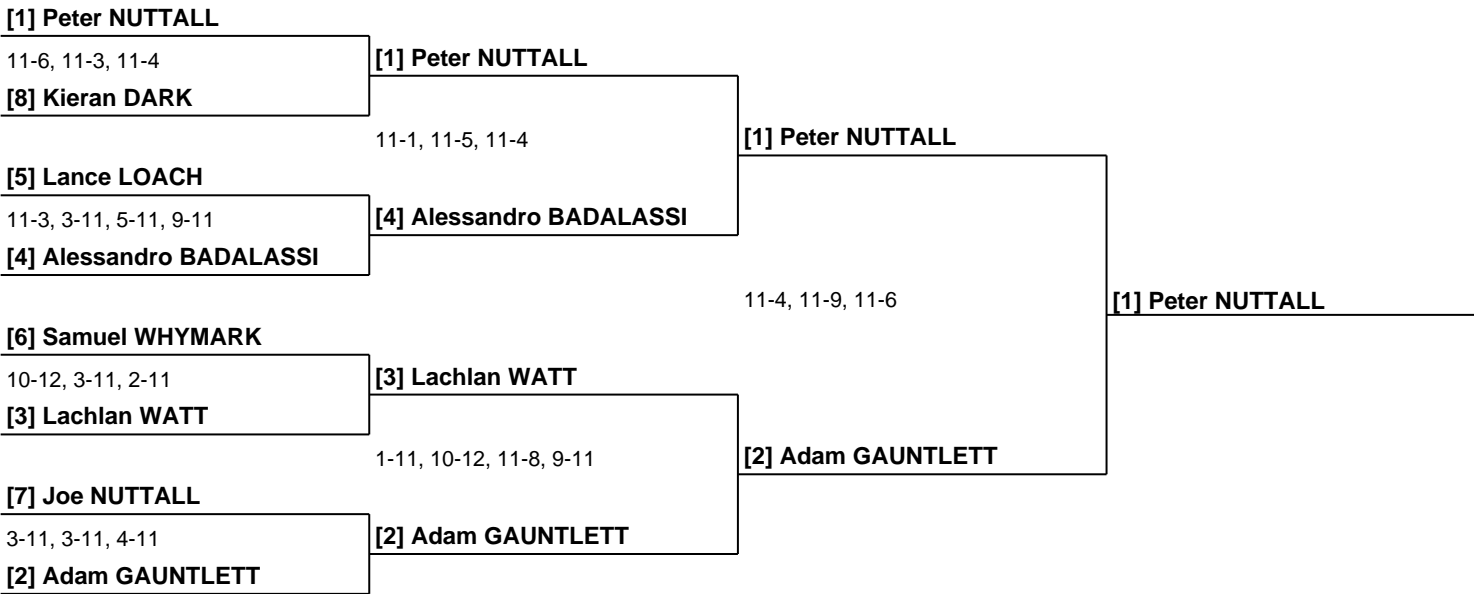 [1] Peter NUTTALL
11-6, 11-3, 11-4
[8] Kieran DARK
[5] Lance LOACH
11-3, 3-11, 5-11, 9-11
[4] Alessandro BADALASSI
[6] Samuel WHYMARK
10-12, 3-11, 2-11
[3] Lachlan WATT
[7] Joe NUTTALL
3-11, 3-11, 4-11
[2] Adam GAUNTLETT
[1] Peter NUTTALL
11-1, 11-5, 11-4
[4] Alessandro BADALASSI
[3] Lachlan WATT
1-11, 10-12, 11-8, 9-11
[2] Adam GAUNTLETT
[1] Peter NUTTALL
11-4, 11-9, 11-6
[2] Adam GAUNTLETT
[1] Peter NUTTALL